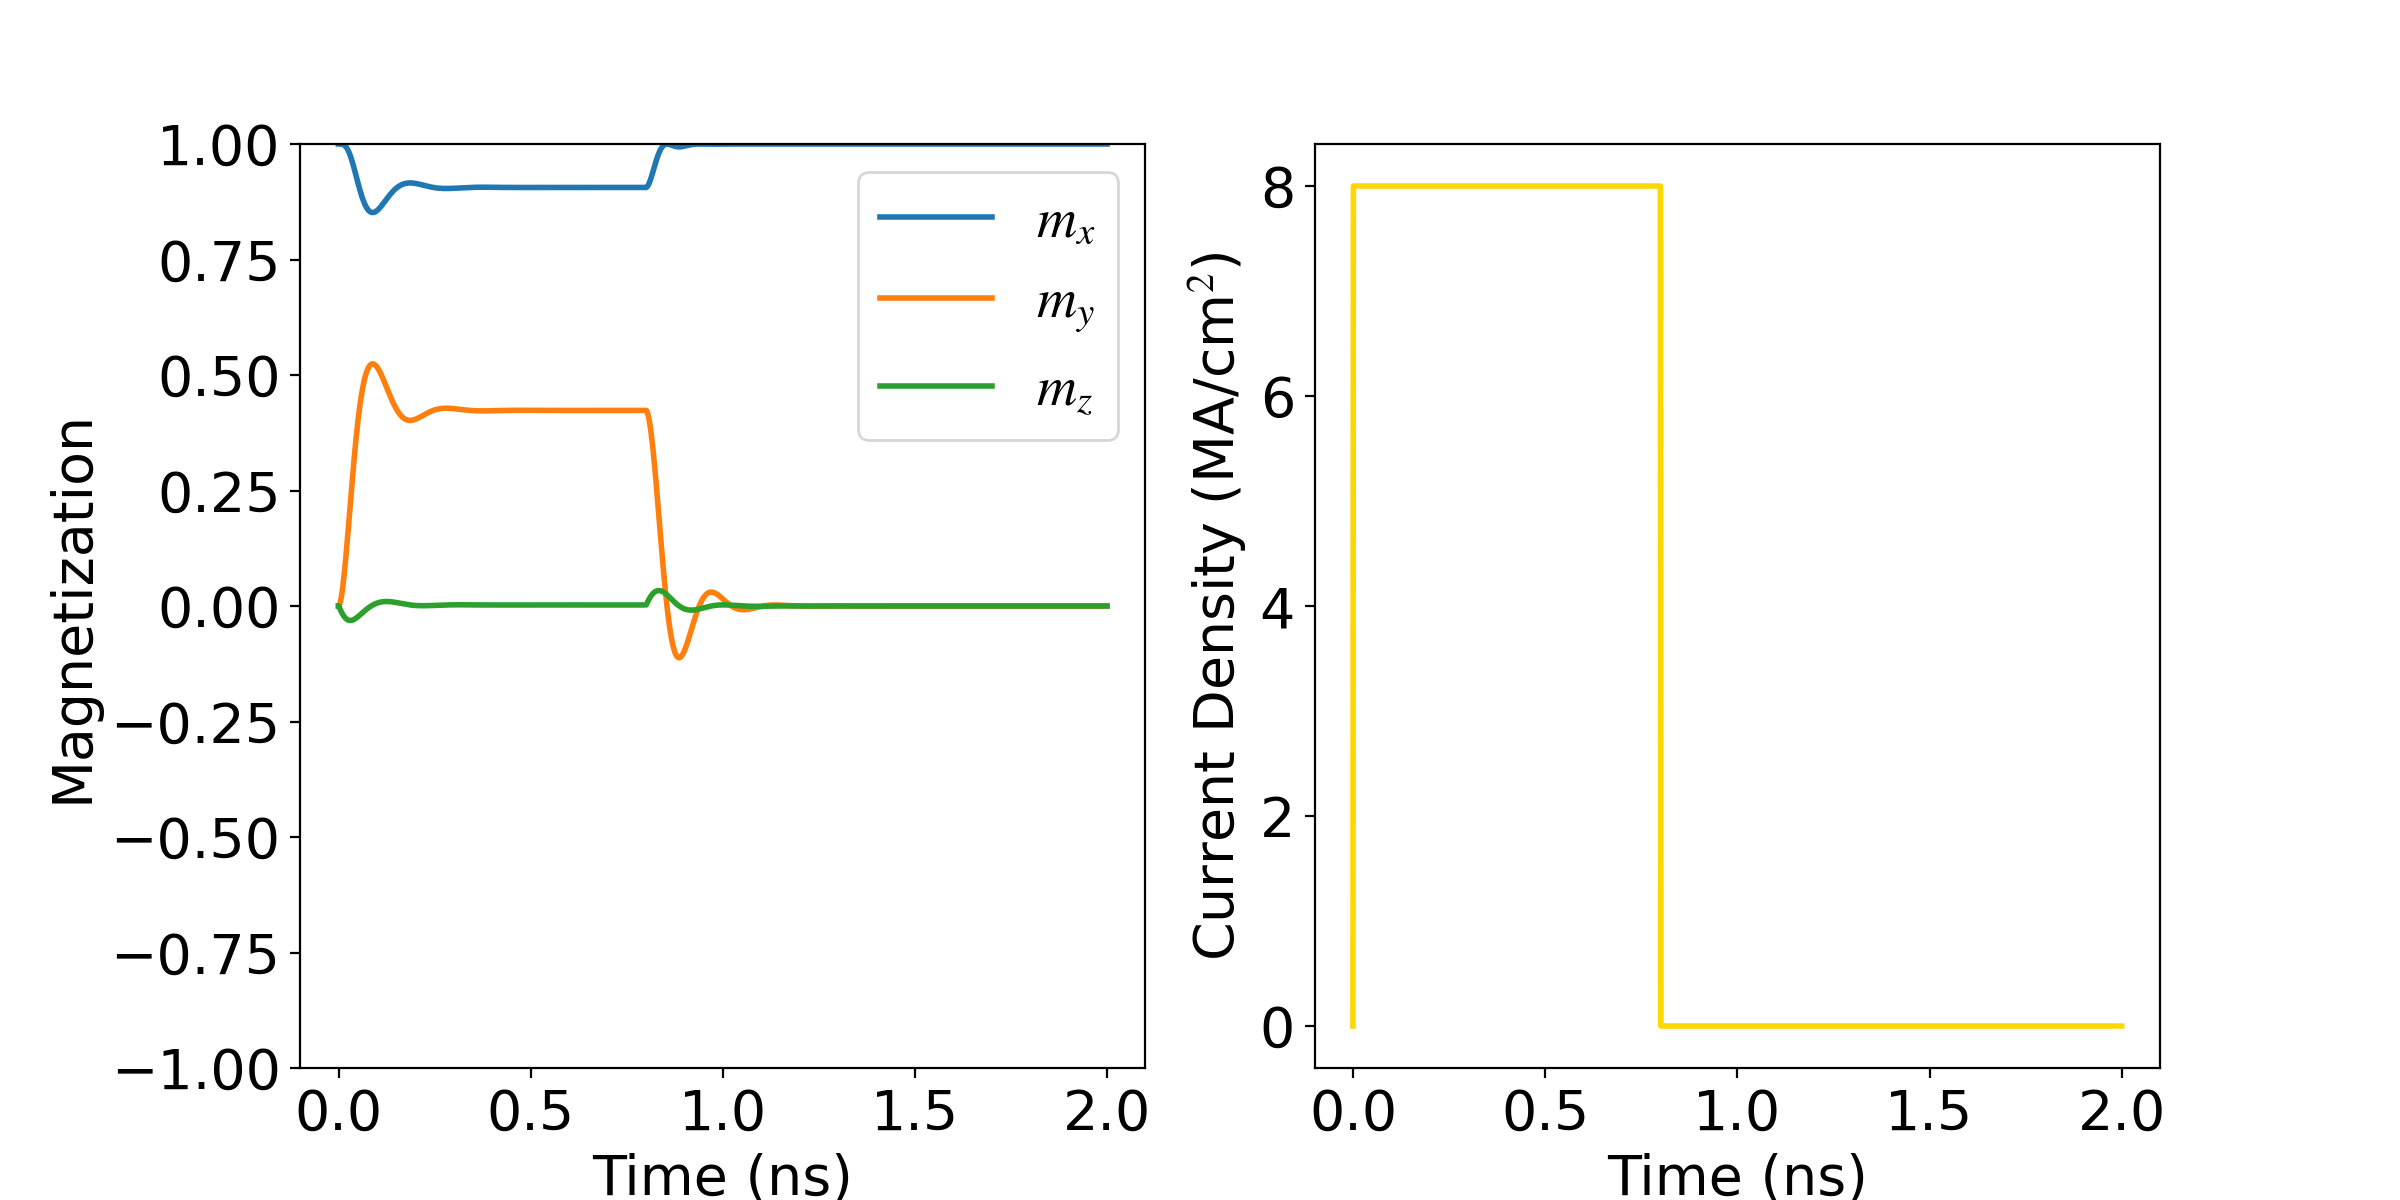 Magnetization
1.00
0.75
0.50
0.25
0.00
−0.25
−0.50
−0.75
−1.00
0.0 0.5 1.0 1.5 2.0
Time (ns)
m_x
m_y
m_z
Current Density (MA/cm²)
8
6
4
2
0
0.0 0.5 1.0 1.5 2.0
Time (ns)